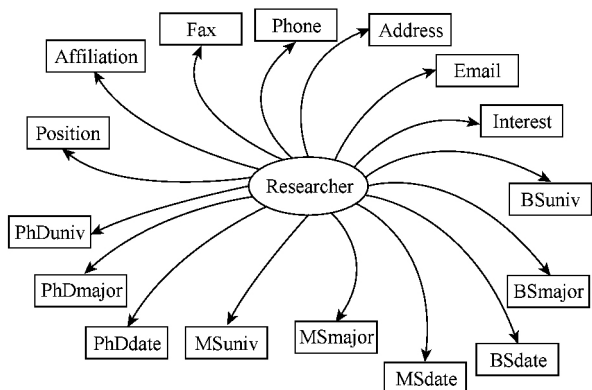 Fax
Phone
Address
Affiliation
Email
Position
Interest
Researcher
BSuniv
PhDuniv
PhDmajor
BSmajor
PhDdate
MSuniv
MSmajor
BSdate
MSdate